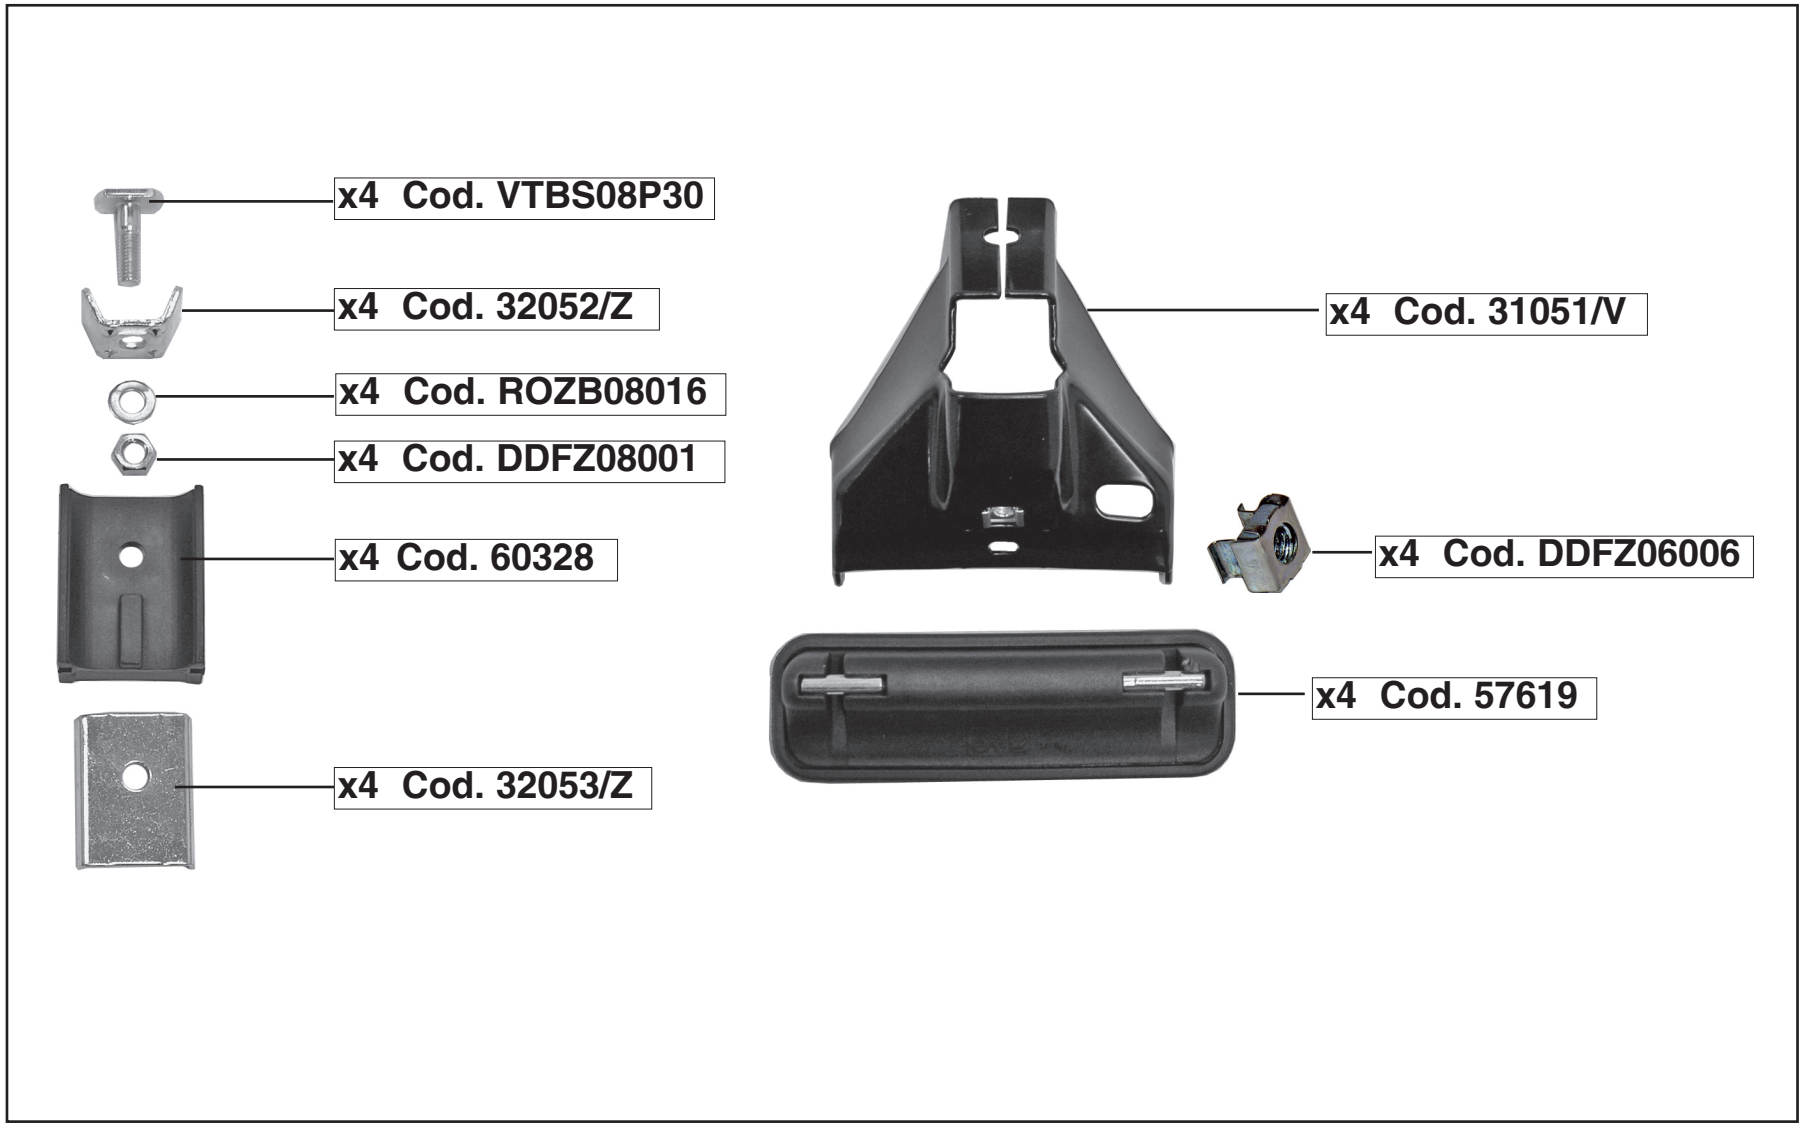 x4 Cod. VTBS08P30
x4 Cod. 32052/Z
x4 Cod. ROZB08016
x4 Cod. DDFZ08001
x4 Cod. 60328
x4 Cod. 32053/Z
x4 Cod. 31051/V
x4 Cod. DDFZ06006
x4 Cod. 57619